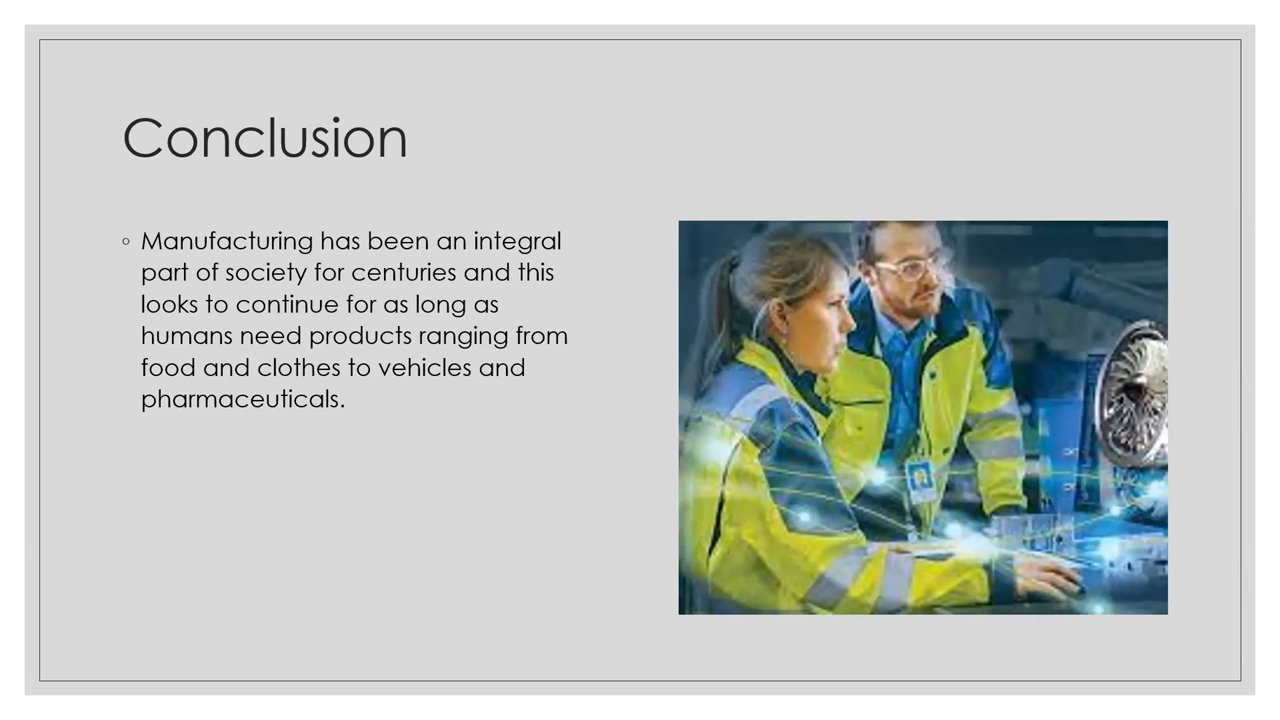 Conclusion
Manufacturing has been an integral
part of society for centuries and this
looks to continue for as long as
humans need products ranging from
food and clothes to vehicles and
pharmaceuticals.